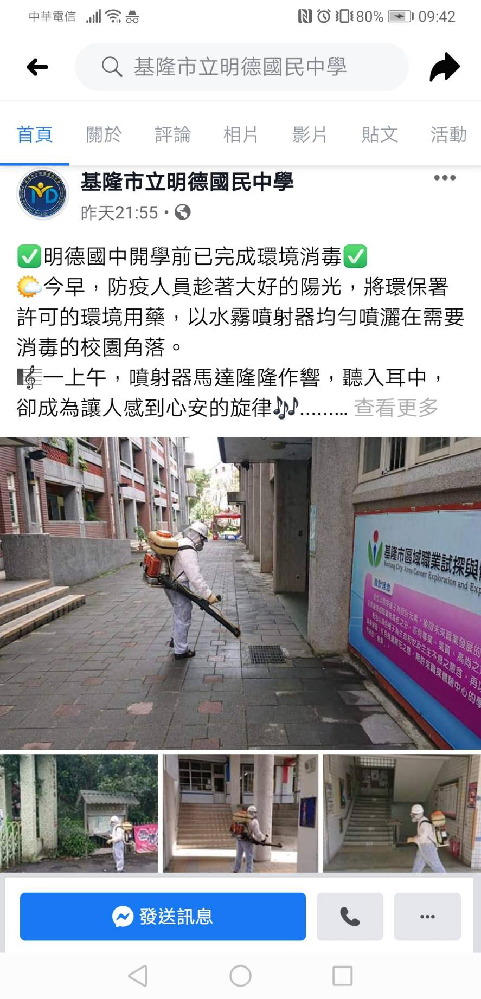 中華電信
80%
09:42
基隆市立明德國民中學
首頁 關於 評論 相片 影片 貼文 活動
基隆市立明德國民中學
昨天21:55·
✅明德國中開學前已完成環境消毒✅
🌤今早，防疫人員趁著大好的陽光，將環保署
許可的環境用藥，以水霧噴射器均勻噴灑在需要
消毒的校園角落。
🎼一上午，噴射器馬達隆隆作響，聽入耳中，
卻成為讓人感到心安的旋律🎶......... 查看更多
基隆市區域職業試探與
Keelung City Area Career Exploration and Exp
設計理念
發送訊息